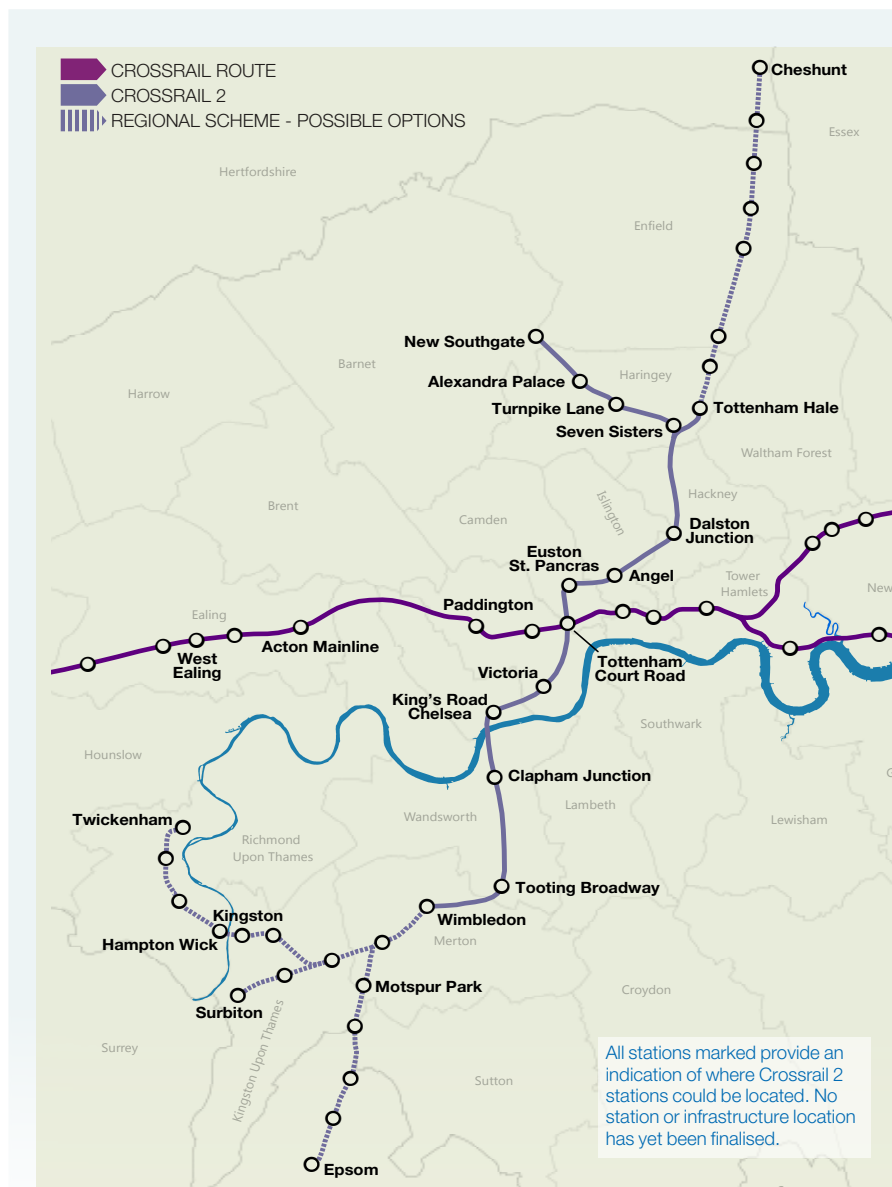 CROSSRAIL ROUTE
CROSSRAIL 2
REGIONAL SCHEME - POSSIBLE OPTIONS
Cheshunt
Essex
Hertfordshire
Enfield
New Southgate
Barnet
Alexandra Palace
Haringey
Harrow
Turnpike Lane
Tottenham Hale
Seven Sisters
Waltham Forest
Brent
Camden
Islington
Hackney
Dalston
Junction
Euston
St. Pancras
Angel
Tower
Hamlets
New
Ealing
Paddington
West
Ealing
Acton Mainline
Tottenham
Court Road
Victoria
King's Road
Chelsea
Southwark
Hounslow
Clapham Junction
G
Twickenham
Wandsworth
Lambeth
Lewisham
Richmond
Upon Thames
Tooting Broadway
Kingston
Wimbledon
Hampton Wick
Merton
Motspur Park
Croydon
Surbiton
Surrey
Kingston Upon Thames
Sutton
All stations marked provide an
indication of where Crossrail 2
stations could be located. No
station or infrastructure location
has yet been finalised.
Epsom